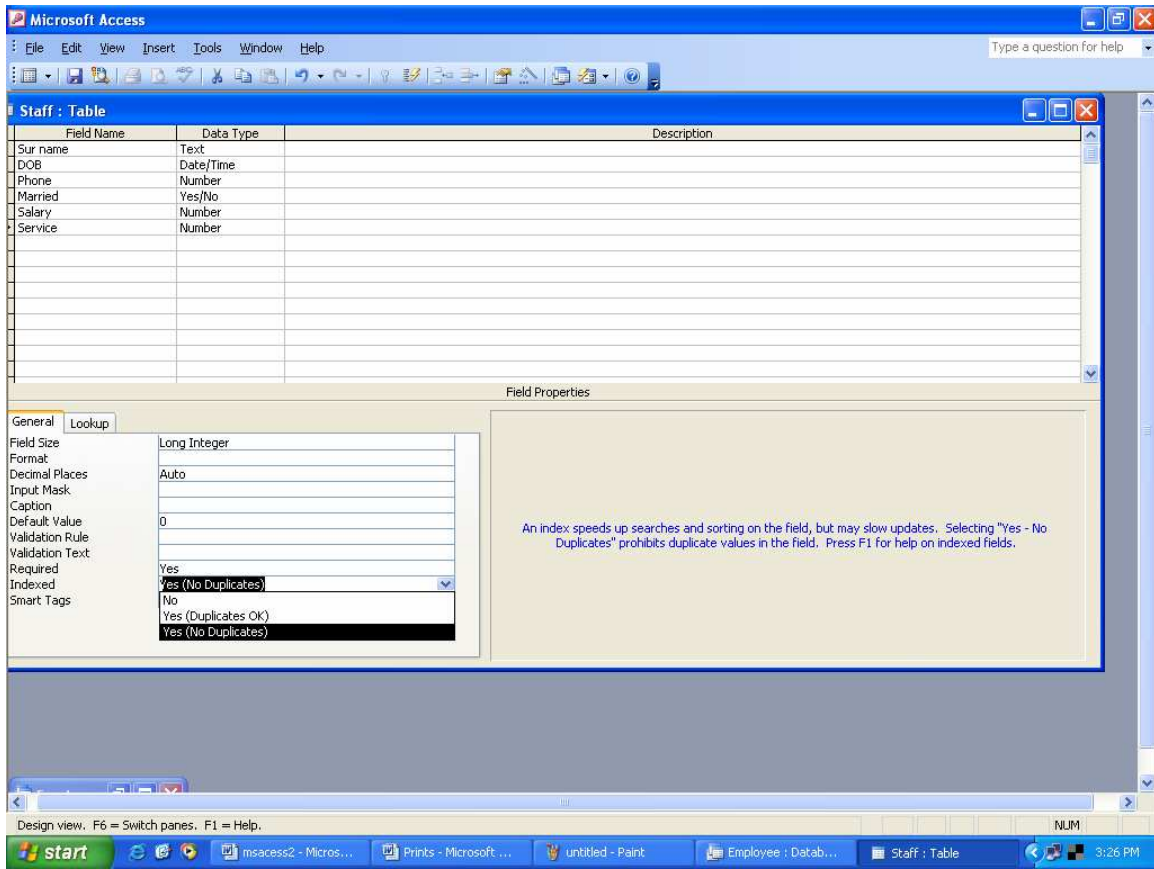 Microsoft Access
File Edit View Insert Tools Window Help Type a question for help
Staff : Table
Field Name Data Type Description
Sur name Text
DOB Date/Time
Phone Number
Married Yes/No
Salary Number
Service Number
Field Properties
General Lookup
Field Size Long Integer
Format
Decimal Places Auto
Input Mask
Caption
Default Value 0
Validation Rule
Validation Text
Required Yes
Indexed Yes (No Duplicates)
Smart Tags No
Yes (Duplicates OK)
Yes (No Duplicates)
An index speeds up searches and sorting on the field, but may slow updates. Selecting "Yes - No
Duplicates" prohibits duplicate values in the field. Press F1 for help on indexed fields.
Design view. F6 = Switch panes. F1 = Help. NUM
start msacess2 - Micros... Prints - Microsoft ... untitled - Paint Employee : Datab... Staff : Table 3:26 PM